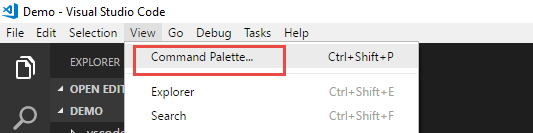 Demo - Visual Studio Code
File Edit Selection View Go Debug Tasks Help
EXPLORER Command Palette... Ctrl+Shift+P
OPEN EDIT
DEMO Explorer Ctrl+Shift+E
Search Ctrl+Shift+F